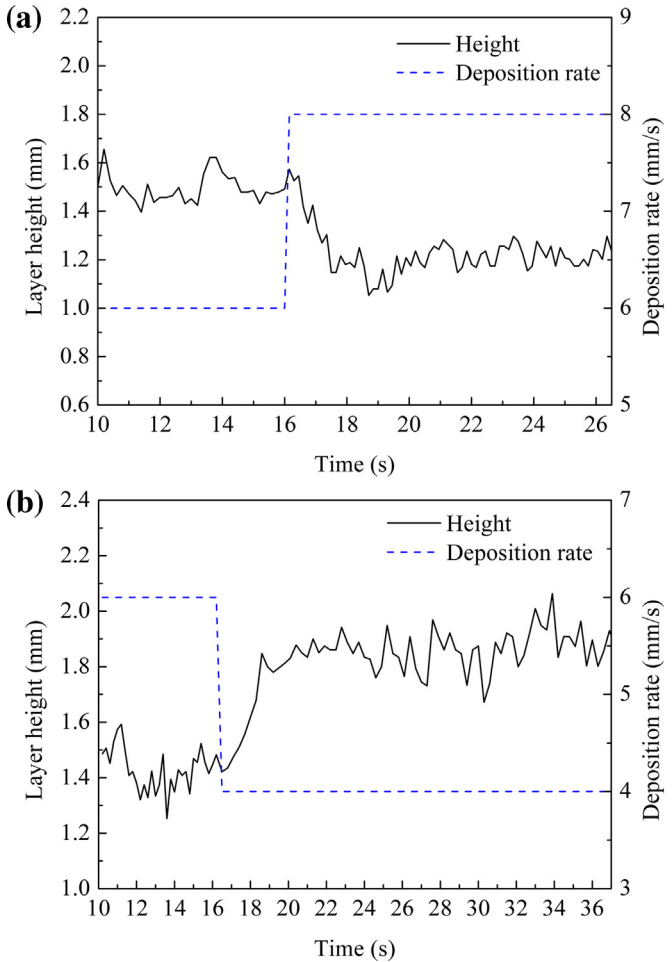 (a)
2.2
2.0
1.8
1.6
1.4
1.2
1.0
0.8
0.6
Layer height (mm)
Height
Deposition rate
9
8
7
6
5
Deposition rate (mm/s)
10 12 14 16 18 20 22 24 26
Time (s)
(b)
2.4
2.2
2.0
1.8
1.6
1.4
1.2
1.0
Layer height (mm)
Height
Deposition rate
7
6
5
4
3
Deposition rate (mm/s)
10 12 14 16 18 20 22 24 26 28 30 32 34 36
Time (s)